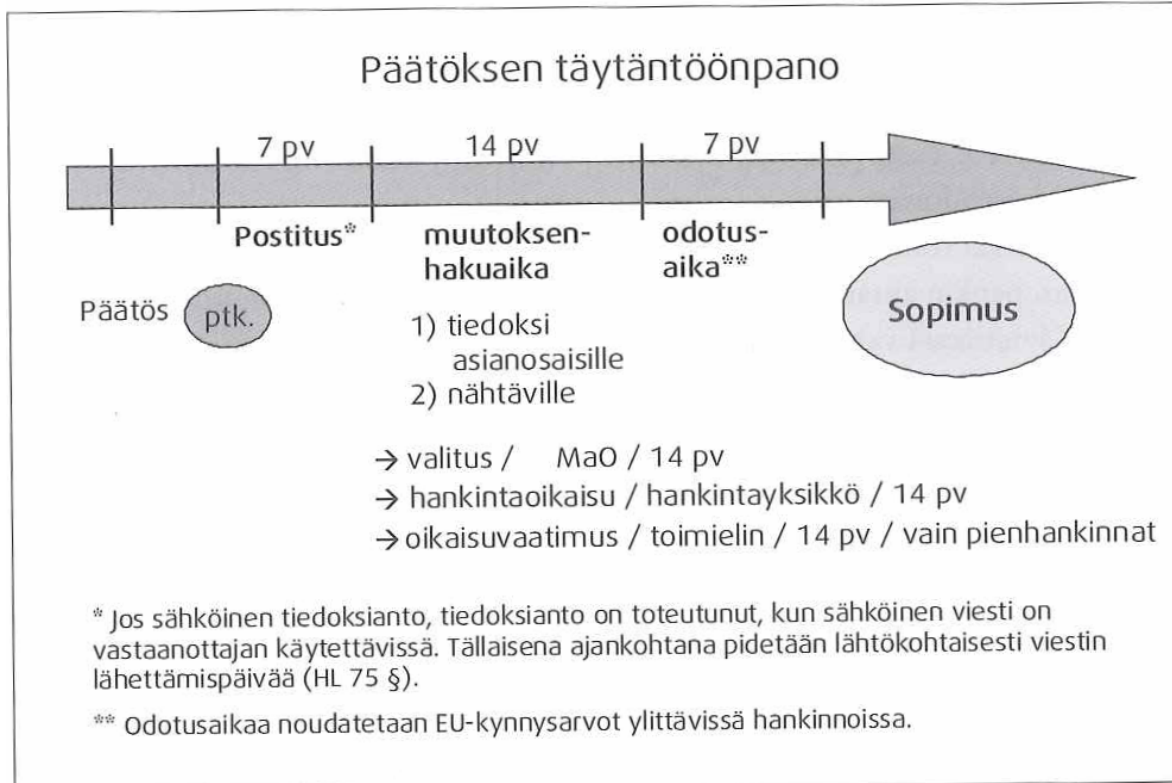 Päätöksen täytäntöönpano
7 pv 14 pv 7 pv
Postitus* muutoksen- odotus-
hakuaika aika**
Päätös ptk. Sopimus
1) tiedoksi
asianosaisille
2) nähtäville
→ valitus / MaO / 14 pv
→ hankintaoikaisu / hankintayksikkö / 14 pv
→ oikaisuvaatimus / toimielin / 14 pv / vain pienhankinnat
* Jos sähköinen tiedoksianto, tiedoksianto on toteutunut, kun sähköinen viesti on
vastaanottajan käytettävissä. Tällaisena ajankohtana pidetään lähtökohtaisesti viestin
lähettämispäivää (HL 75 §).
** Odotusaikaa noudatetaan EU-kynnysarvot ylittävissä hankinnoissa.